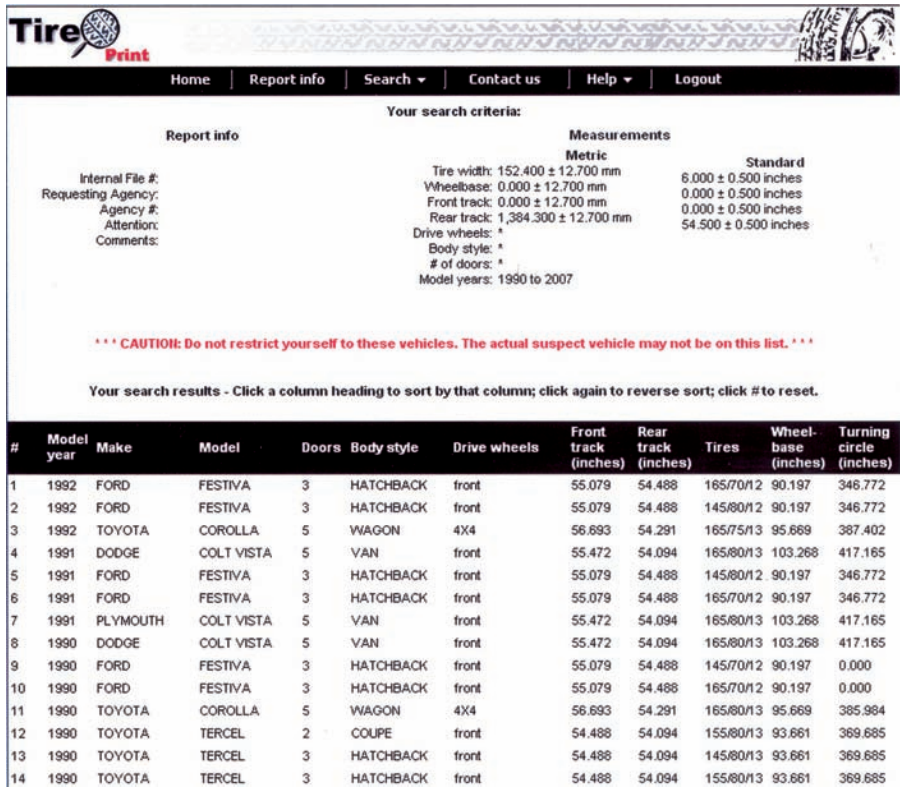 Tire
Print
Home | Report info | Search | Contact us | Help | Logout
Your search criteria:
Report info
Internal File #:
Requesting Agency:
Agency #:
Attention:
Comments:
Measurements
Metric Standard
Tire width: 152.400 ± 12.700 mm 6.000 ± 0.500 inches
Wheelbase: 0.000 ± 12.700 mm 0.000 ± 0.500 inches
Front track: 0.000 ± 12.700 mm 0.000 ± 0.500 inches
Rear track: 1,384.300 ± 12.700 mm 54.500 ± 0.500 inches
Drive wheels: *
Body style: *
# of doors: *
Model years: 1990 to 2007
* * * CAUTION: Do not restrict yourself to these vehicles. The actual suspect vehicle may not be on this list. * * *
Your search results - Click a column heading to sort by that column; click again to reverse sort; click # to reset.
# Model year Make Model Doors Body style Drive wheels Front track (inches) Rear track (inches) Tires Wheel-base (inches) Turning circle (inches)
1 1992 FORD FESTIVA 3 HATCHBACK front 55.079 54.488 165/70/12 90.197 346.772
2 1992 FORD FESTIVA 3 HATCHBACK front 55.079 54.488 145/80/12 90.197 346.772
3 1992 TOYOTA COROLLA 5 WAGON 4X4 56.693 54.291 165/75/13 95.669 387.402
4 1991 DODGE COLT VISTA 5 VAN front 55.472 54.094 165/80/13 103.268 417.165
5 1991 FORD FESTIVA 3 HATCHBACK front 55.079 54.488 145/80/12 90.197 346.772
6 1991 FORD FESTIVA 3 HATCHBACK front 55.079 54.488 165/70/12 90.197 346.772
7 1991 PLYMOUTH COLT VISTA 5 VAN front 55.472 54.094 165/80/13 103.268 417.165
8 1990 DODGE COLT VISTA 5 VAN front 55.472 54.094 165/80/13 103.268 417.165
9 1990 FORD FESTIVA 3 HATCHBACK front 55.079 54.488 145/70/12 90.197 0.000
10 1990 FORD FESTIVA 3 HATCHBACK front 55.079 54.488 165/70/12 90.197 0.000
11 1990 TOYOTA COROLLA 5 WAGON 4X4 56.693 54.291 165/80/13 95.669 385.984
12 1990 TOYOTA TERCEL 2 COUPE front 54.488 54.094 155/80/13 93.661 369.685
13 1990 TOYOTA TERCEL 3 HATCHBACK front 54.488 54.094 145/80/13 93.661 369.685
14 1990 TOYOTA TERCEL 3 HATCHBACK front 54.488 54.094 155/80/13 93.661 369.685